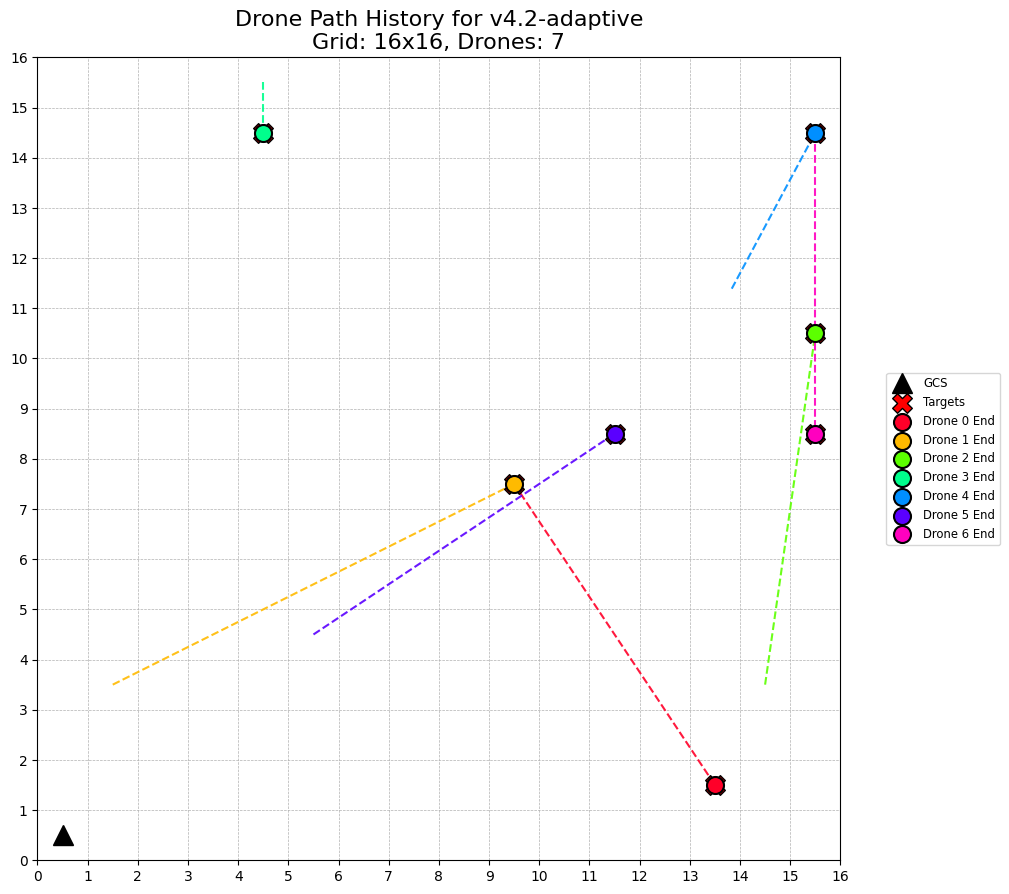 Drone Path History for v4.2-adaptive
Grid: 16x16, Drones: 7
16
15
14
13
12
11
10
9
8
7
6
5
4
3
2
1
0
0 1 2 3 4 5 6 7 8 9 10 11 12 13 14 15 16
GCS
Targets
Drone 0 End
Drone 1 End
Drone 2 End
Drone 3 End
Drone 4 End
Drone 5 End
Drone 6 End